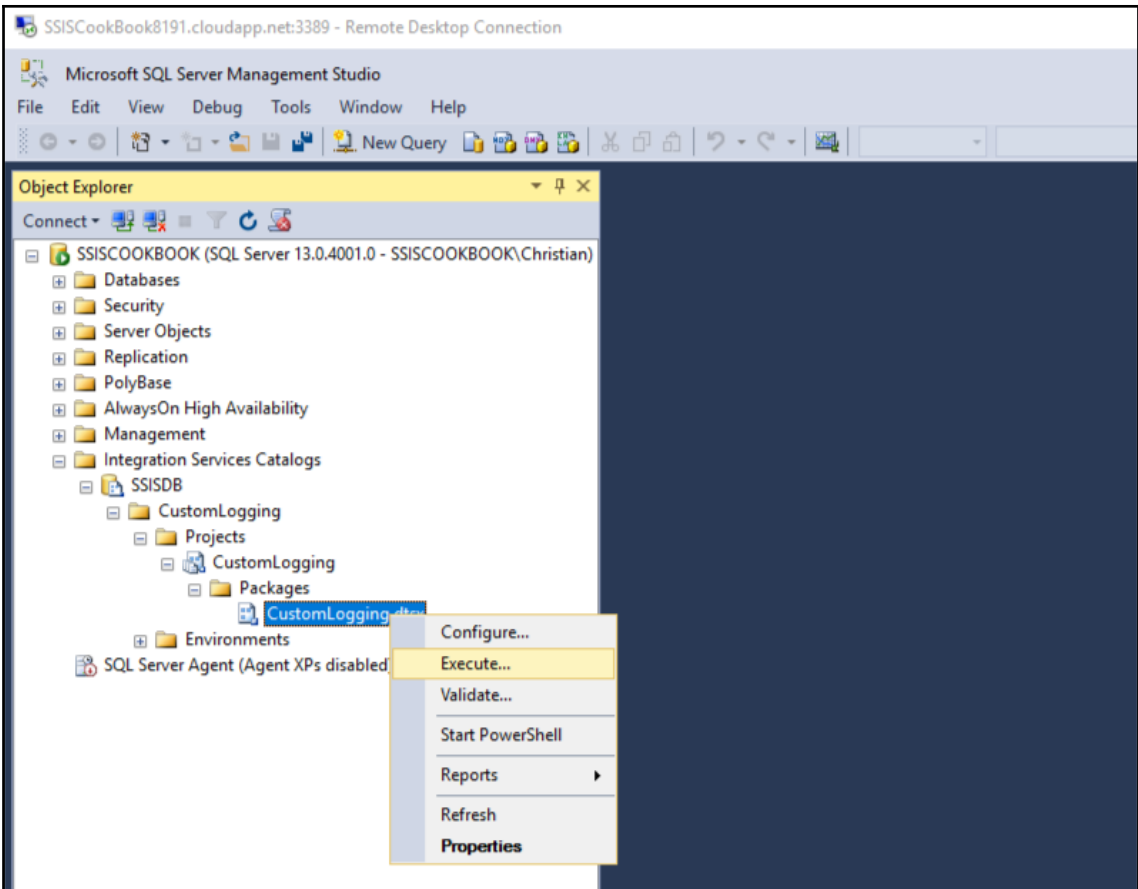 SSISCookBook8191.cloudapp.net:3389 - Remote Desktop Connection
Microsoft SQL Server Management Studio
File Edit View Debug Tools Window Help
New Query
Object Explorer
Connect
SSISCOOKBOOK (SQL Server 13.0.4001.0 - SSISCOOKBOOK\Christian)
Databases
Security
Server Objects
Replication
PolyBase
AlwaysOn High Availability
Management
Integration Services Catalogs
SSISDB
CustomLogging
Projects
CustomLogging
Packages
CustomLogging.dtsx
Environments
SQL Server Agent (Agent XPs disabled)
Configure...
Execute...
Validate...
Start PowerShell
Reports
Refresh
Properties